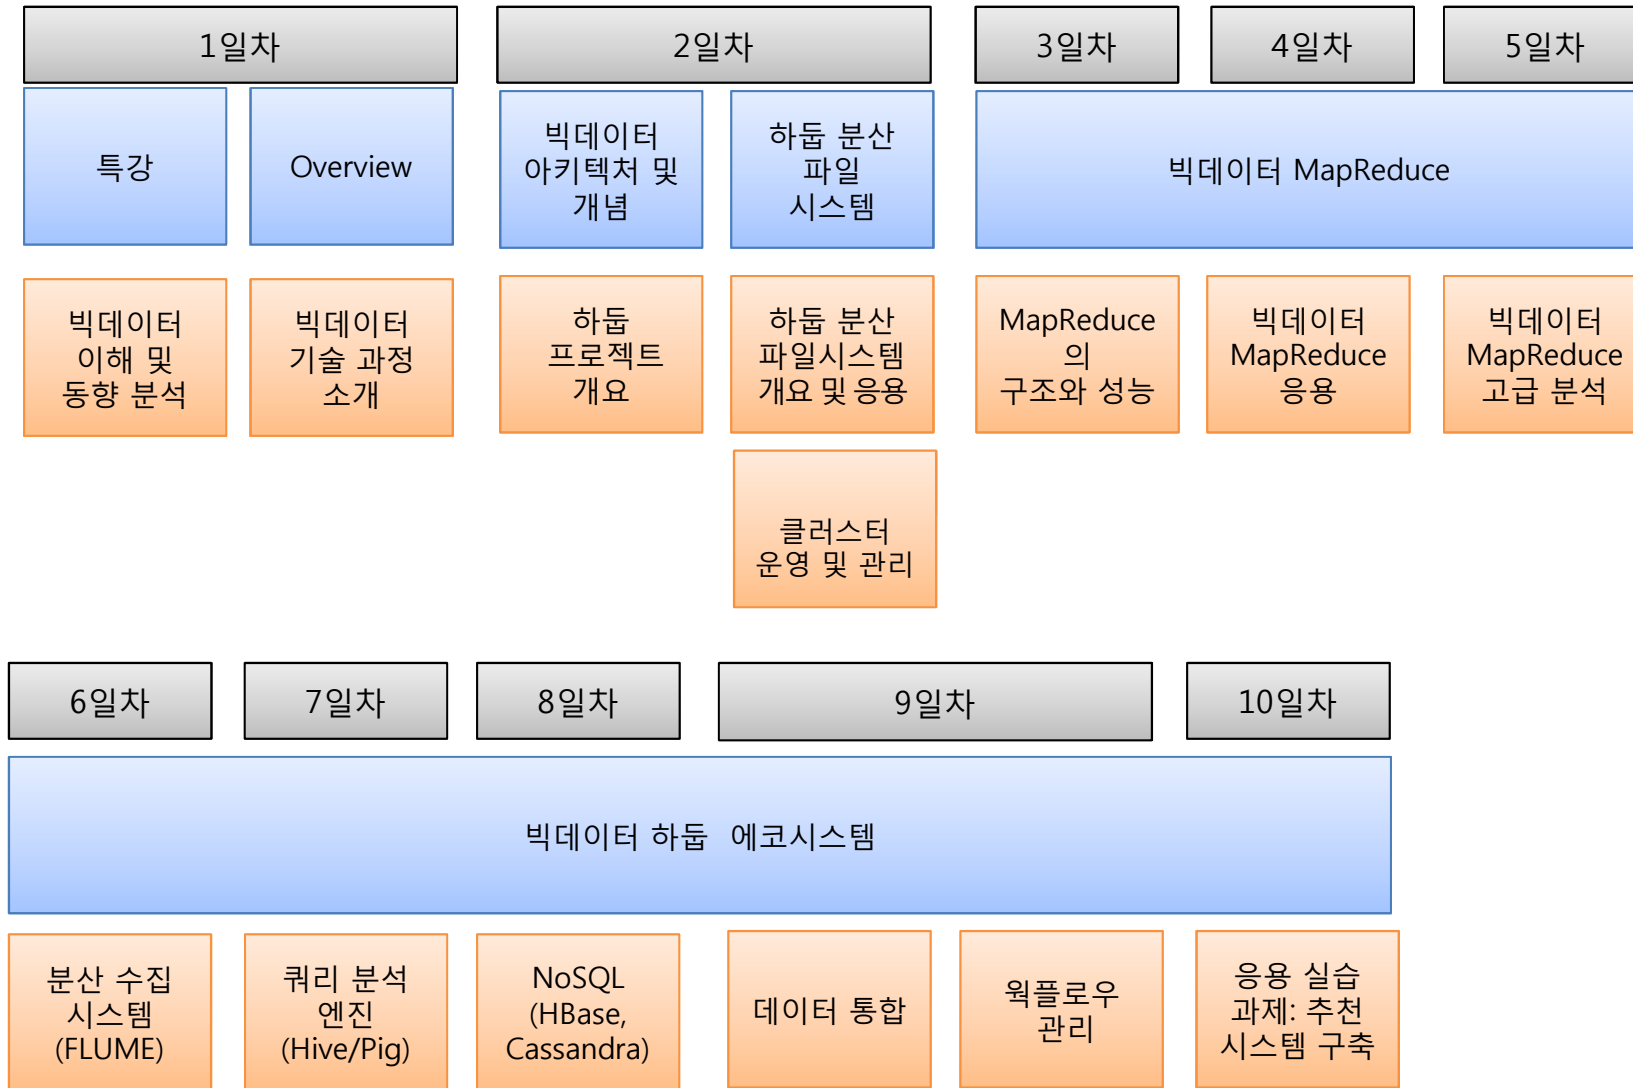 1일차
2일차
3일차
4일차
5일차
특강
Overview
빅데이터
아키텍처 및
개념
하둡 분산
파일
시스템
빅데이터 MapReduce
빅데이터
이해 및
동향 분석
빅데이터
기술 과정
소개
하둡
프로젝트
개요
하둡 분산
파일시스템
개요 및 응용
MapReduce
의
구조와 성능
빅데이터
MapReduce
응용
빅데이터
MapReduce
고급 분석
클러스터
운영 및 관리
6일차
7일차
8일차
9일차
10일차
빅데이터 하둡 에코시스템
분산 수집
시스템
(FLUME)
쿼리 분석
엔진
(Hive/Pig)
NoSQL
(HBase,
Cassandra)
데이터 통합
웍플로우
관리
응용 실습
과제: 추천
시스템 구축